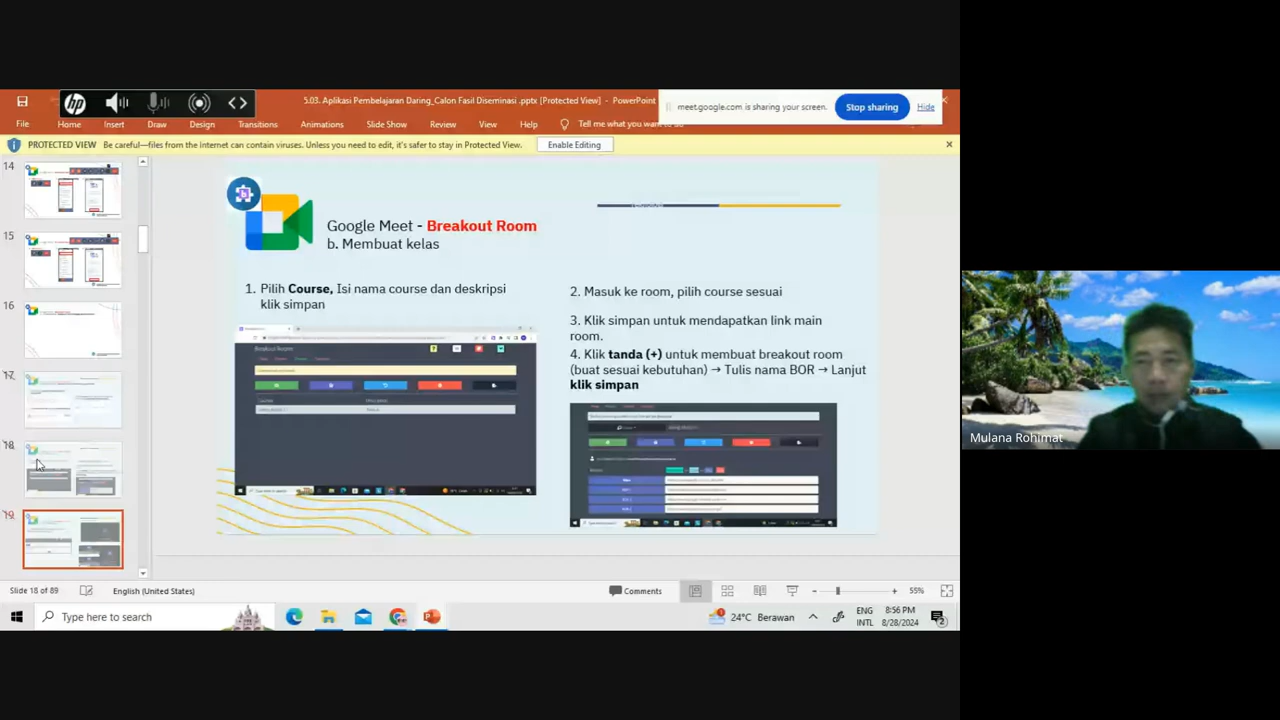 5.03. Aplikasi Pembelajaran Daring_Calon Fasil Diseminasi .pptx [Protected View] - PowerPoint
meet.google.com is sharing your screen.
Stop sharing
Hide
File
Home
Insert
Draw
Design
Transitions
Animations
Slide Show
Review
View
Help
Tell me what you want to do
PROTECTED VIEW
Be careful—files from the Internet can contain viruses. Unless you need to edit, it's safer to stay in Protected View.
Enable Editing
14
15
16
17
18
19
Google Meet - Breakout Room
b. Membuat kelas
1. Pilih Course, Isi nama course dan deskripsi
klik simpan
2. Masuk ke room, pilih course sesuai
3. Klik simpan untuk mendapatkan link main
room.
4. Klik tanda (+) untuk membuat breakout room
(buat sesuai kebutuhan) → Tulis nama BOR → Lanjut
klik simpan
Mulana Rohimat
Slide 18 of 89
English (United States)
Comments
55%
Type here to search
24°C Berawan
ENG
INTL
8:56 PM
8/28/2024
2